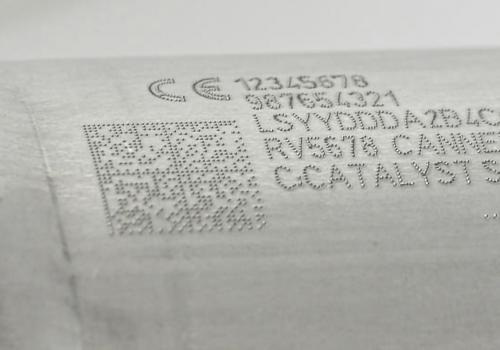 CE 12345678
987654321
LSYYDDDA2B4C
RV5678 CANNE
CCATALYST S